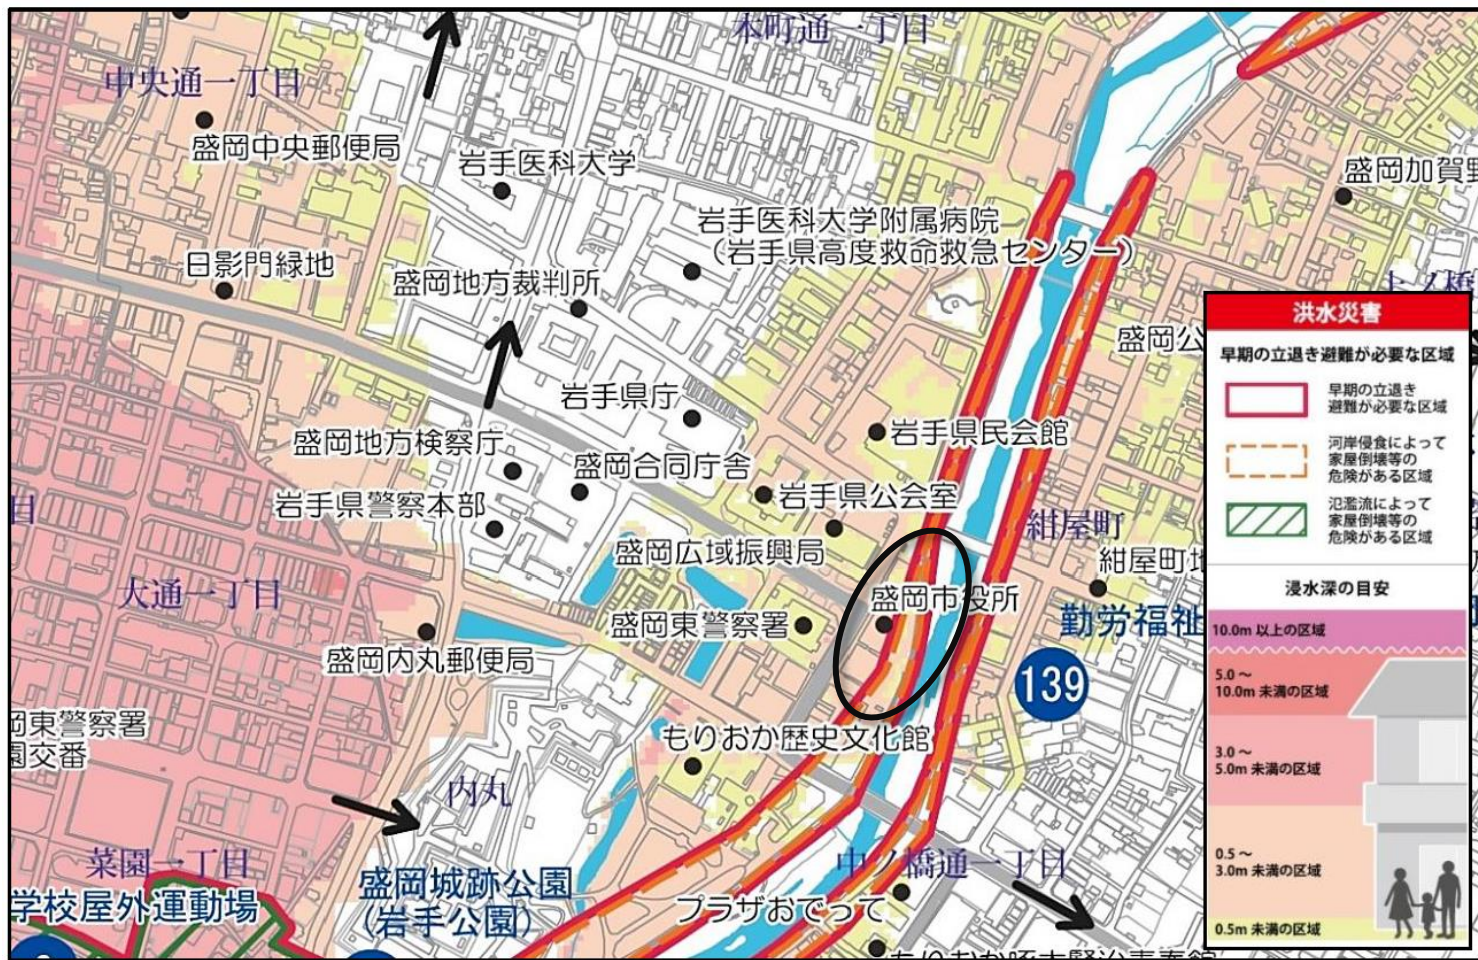 本町通一丁目
中央通一丁目
盛岡中央郵便局
岩手医科大学
盛岡加賀野
岩手医科大学附属病院
（岩手県高度救命救急センター）
日影門緑地
盛岡地方裁判所
上ノ橋
盛岡公
岩手県庁
盛岡地方検察庁
岩手県民会館
盛岡合同庁舎
岩手県警察本部
岩手県公会堂
目
紺屋町
盛岡広域振興局
紺屋町地
大通一丁目
盛岡市役所
盛岡東警察署
勤労福祉
盛岡内丸郵便局
139
岡東警察署
園交番
もりおか歴史文化館
内丸
菜園一丁目
中ノ橋通一丁目
学校屋外運動場
盛岡城跡公園
（岩手公園）
プラザおでって
洪水災害
早期の立退き避難が必要な区域
早期の立退き
避難が必要な区域
河岸侵食によって
家屋倒壊等の
危険がある区域
氾濫流によって
家屋倒壊等の
危険がある区域
浸水深の目安
10.0m 以上の区域
5.0～
10.0m 未満の区域
3.0～
5.0m 未満の区域
0.5～
3.0m 未満の区域
0.5m 未満の区域